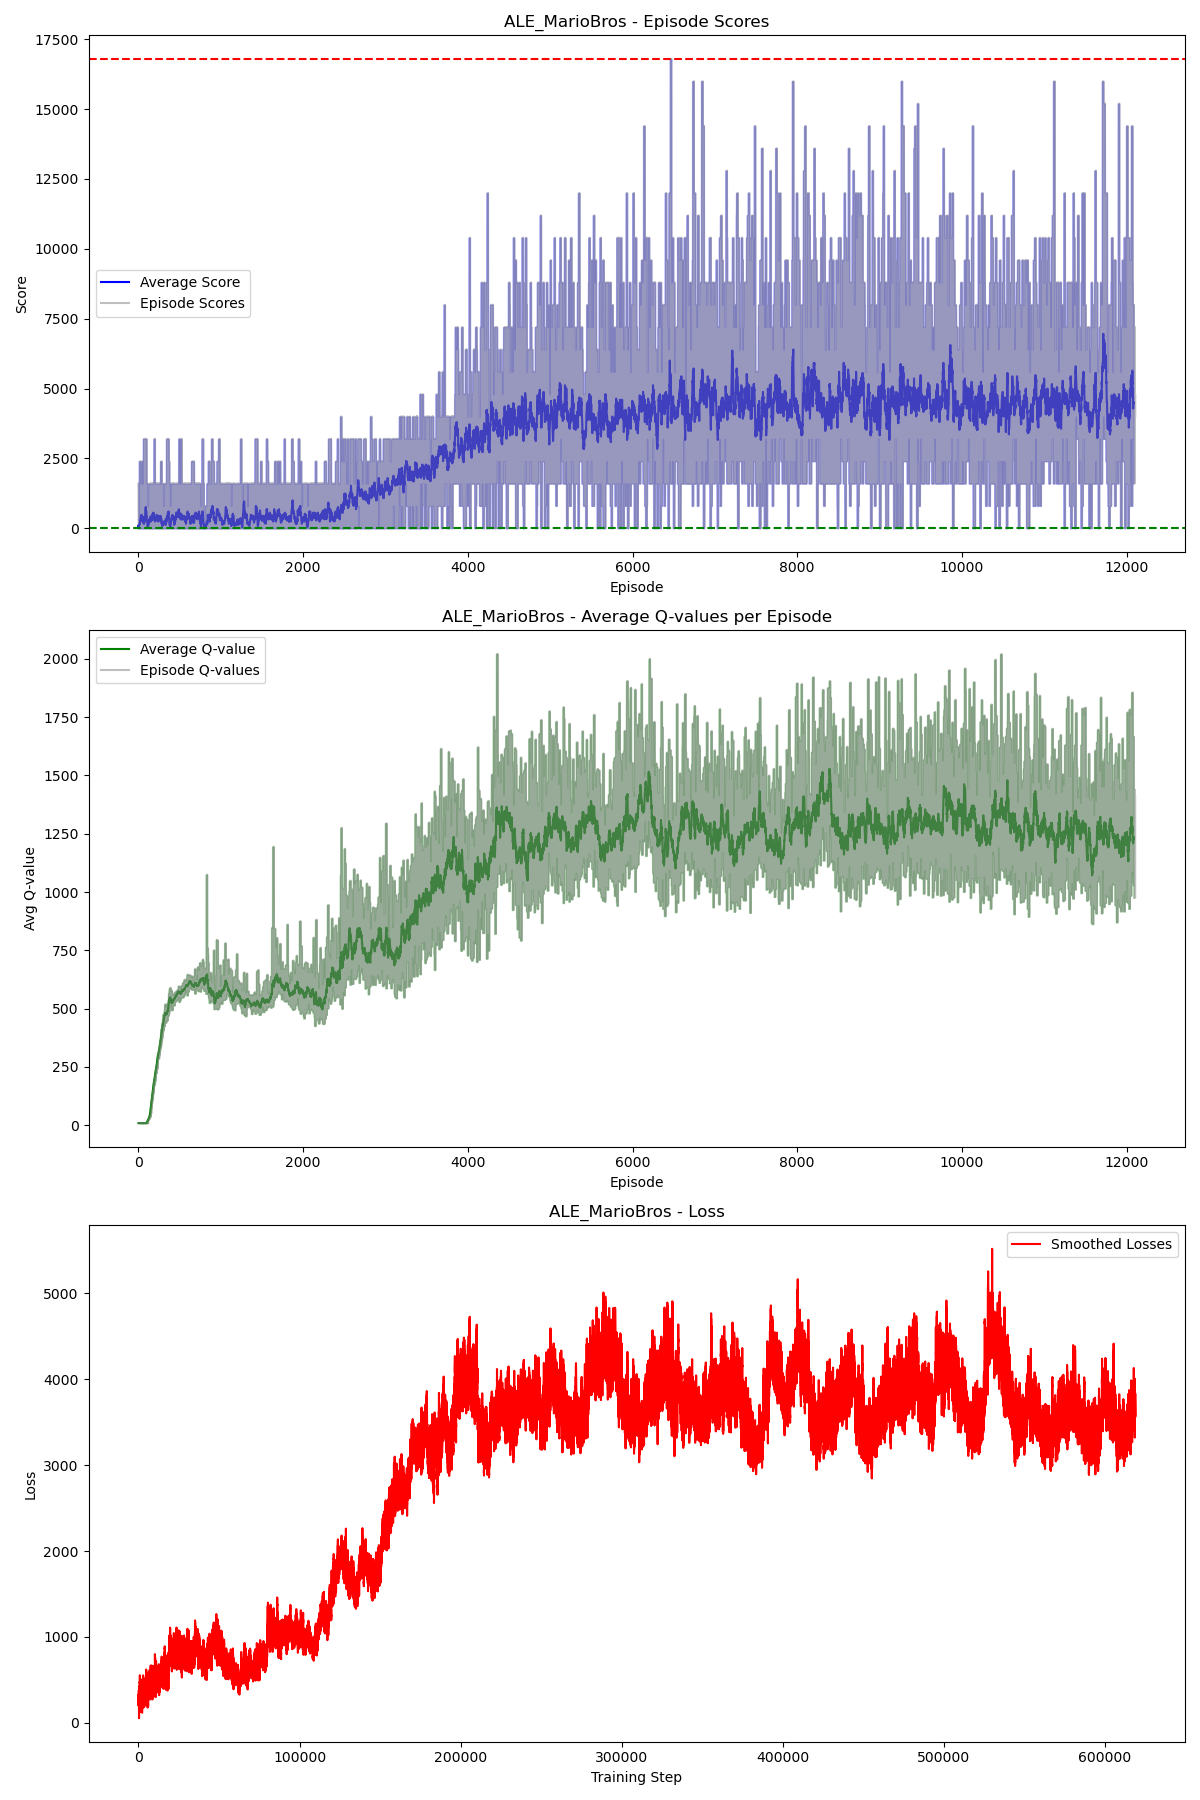 ALE_MarioBros - Episode Scores
17500
15000
12500
10000
7500
5000
2500
0
Score
Average Score
Episode Scores
0 2000 4000 6000 8000 10000 12000
Episode
ALE_MarioBros - Average Q-values per Episode
2000
1750
1500
1250
1000
750
500
250
0
Avg Q-value
Average Q-value
Episode Q-values
0 2000 4000 6000 8000 10000 12000
Episode
ALE_MarioBros - Loss
5000
4000
3000
2000
1000
0
Loss
Smoothed Losses
0 100000 200000 300000 400000 500000 600000
Training Step